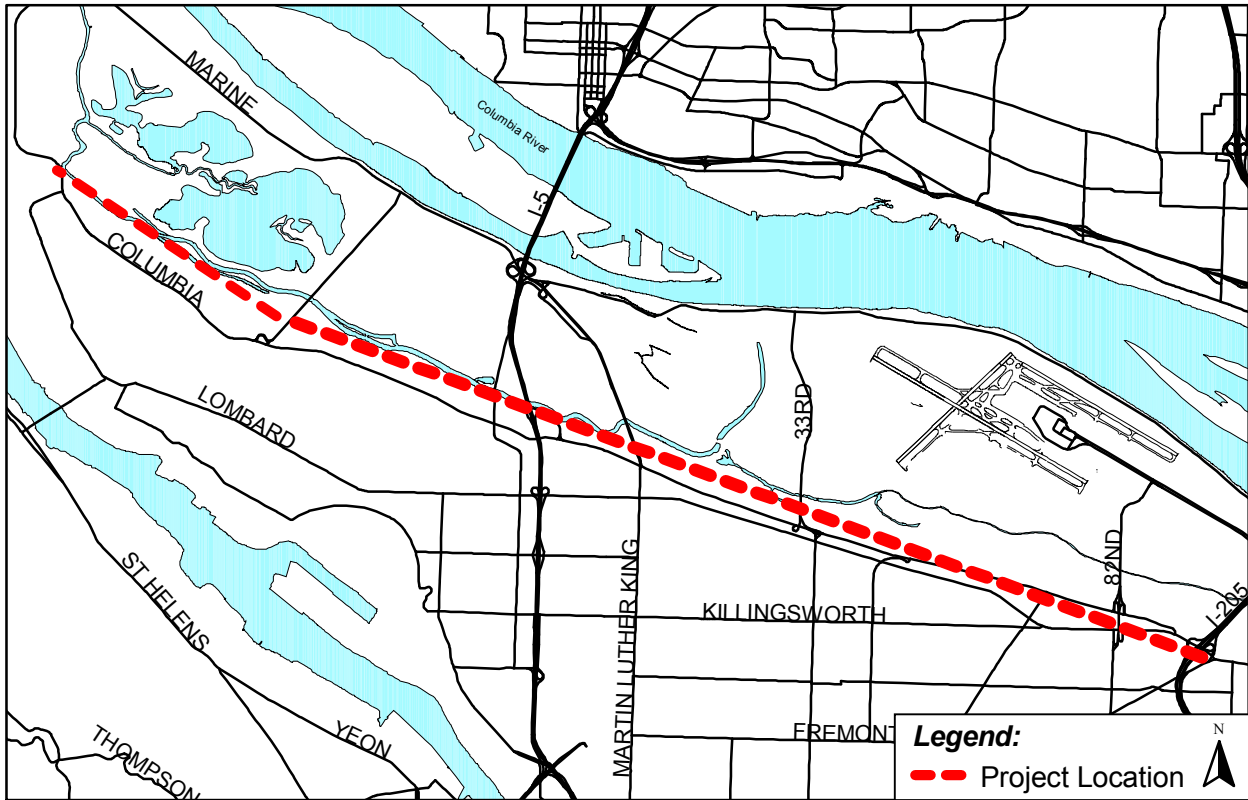 MARINE
Columbia River
I-5
COLUMBIA
LOMBARD
33RD
82ND
I-205
ST HELENS
MARTIN LUTHER KING
KILLINGSWORTH
YEON
THOMPSON
FREMONT
Legend:
N
Project Location